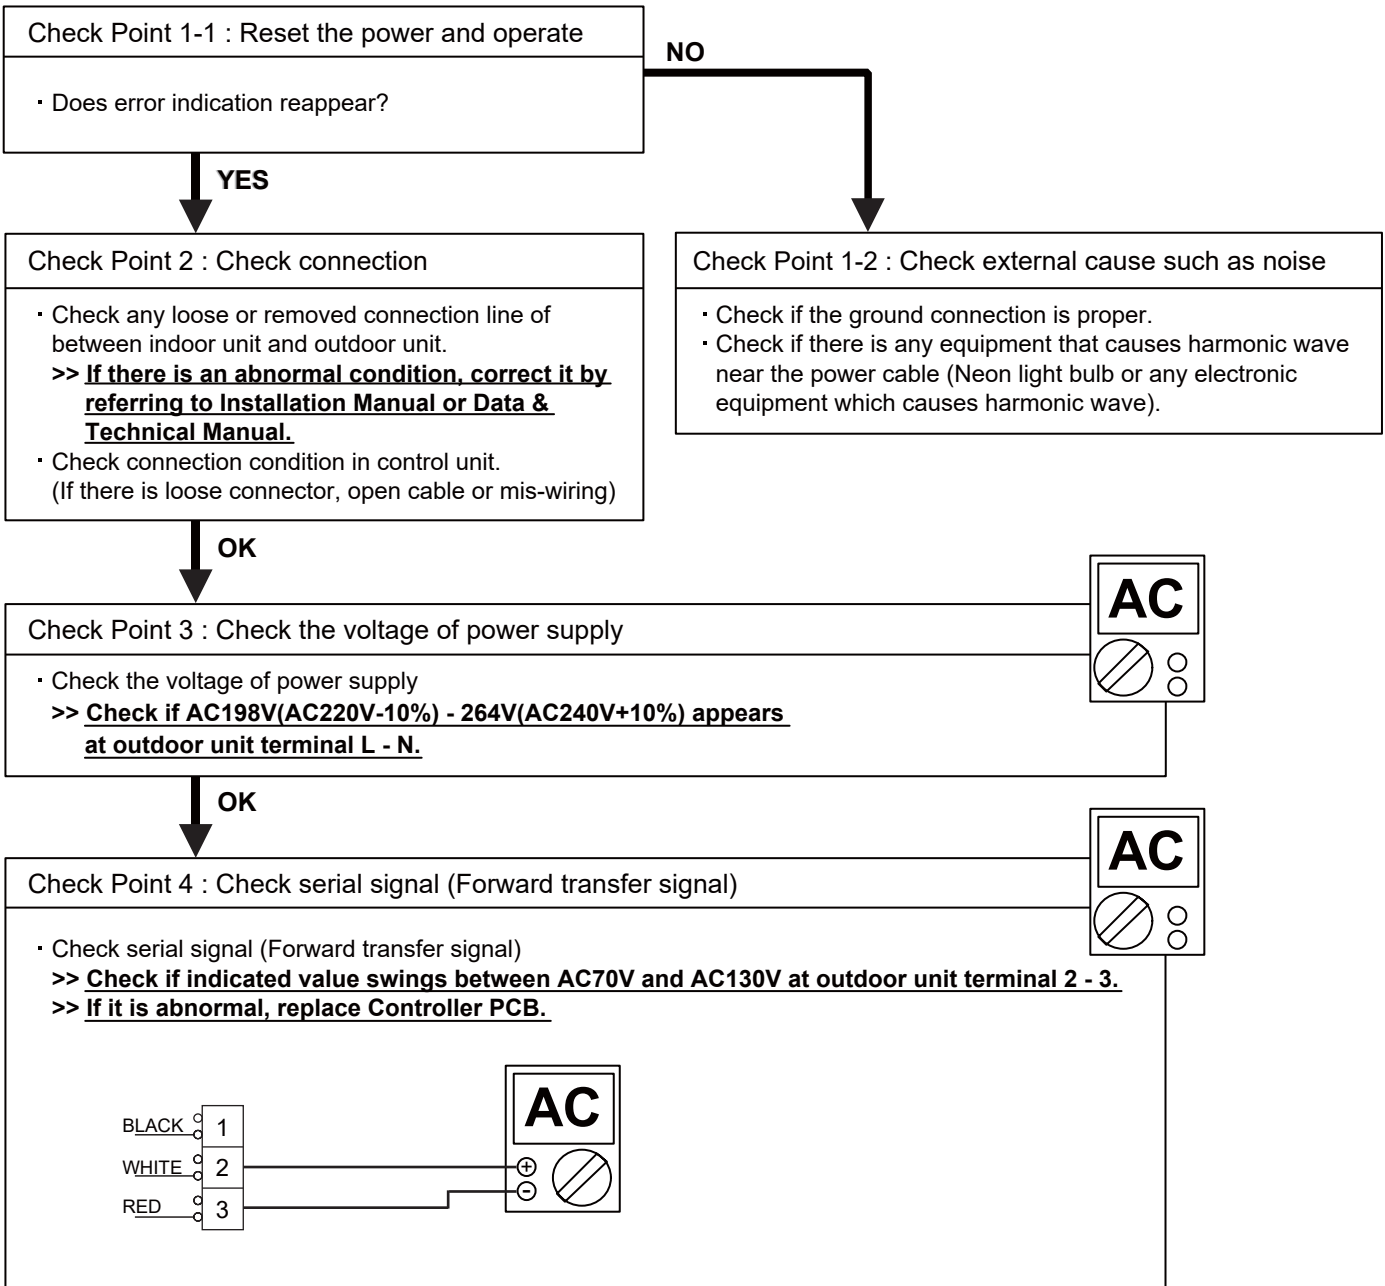 Check Point 1-1 : Reset the power and operate
· Does error indication reappear?
NO
YES
Check Point 2 : Check connection
· Check any loose or removed connection line of
between indoor unit and outdoor unit.
>> If there is an abnormal condition, correct it by
referring to Installation Manual or Data &
Technical Manual.
· Check connection condition in control unit.
(If there is loose connector, open cable or mis-wiring)
Check Point 1-2 : Check external cause such as noise
· Check if the ground connection is proper.
· Check if there is any equipment that causes harmonic wave
near the power cable (Neon light bulb or any electronic
equipment which causes harmonic wave).
OK
Check Point 3 : Check the voltage of power supply
AC
· Check the voltage of power supply
>> Check if AC198V(AC220V-10%) - 264V(AC240V+10%) appears
at outdoor unit terminal L - N.
OK
Check Point 4 : Check serial signal (Forward transfer signal)
AC
· Check serial signal (Forward transfer signal)
>> Check if indicated value swings between AC70V and AC130V at outdoor unit terminal 2 - 3.
>> If it is abnormal, replace Controller PCB.
AC
BLACK 1
WHITE 2
+
RED 3
-